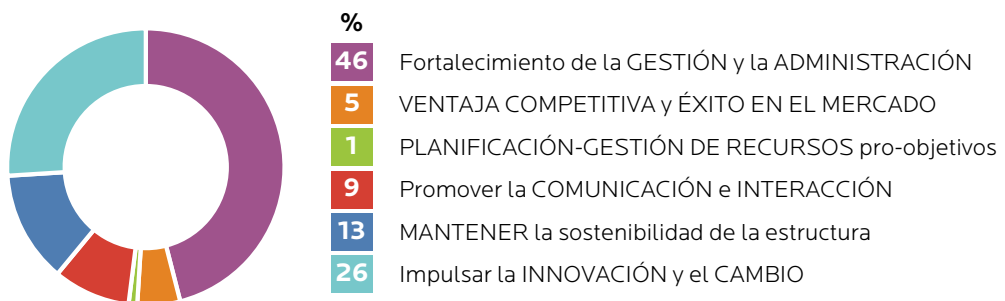 %
46 Fortalecimiento de la GESTIÓN y la ADMINISTRACIÓN
5 VENTAJA COMPETITIVA y ÉXITO EN EL MERCADO
1 PLANIFICACIÓN-GESTIÓN DE RECURSOS pro-objetivos
9 Promover la COMUNICACIÓN e INTERACCIÓN
13 MANTENER la sostenibilidad de la estructura
26 Impulsar la INNOVACIÓN y el CAMBIO